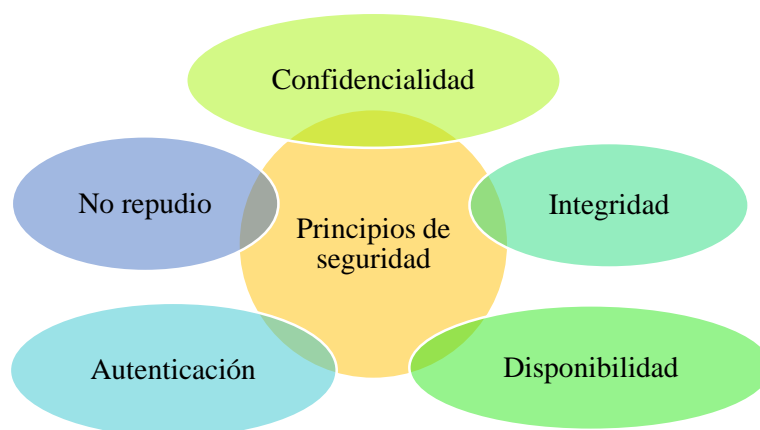 Confidencialidad
No repudio
Integridad
Principios de
seguridad
Autenticación
Disponibilidad